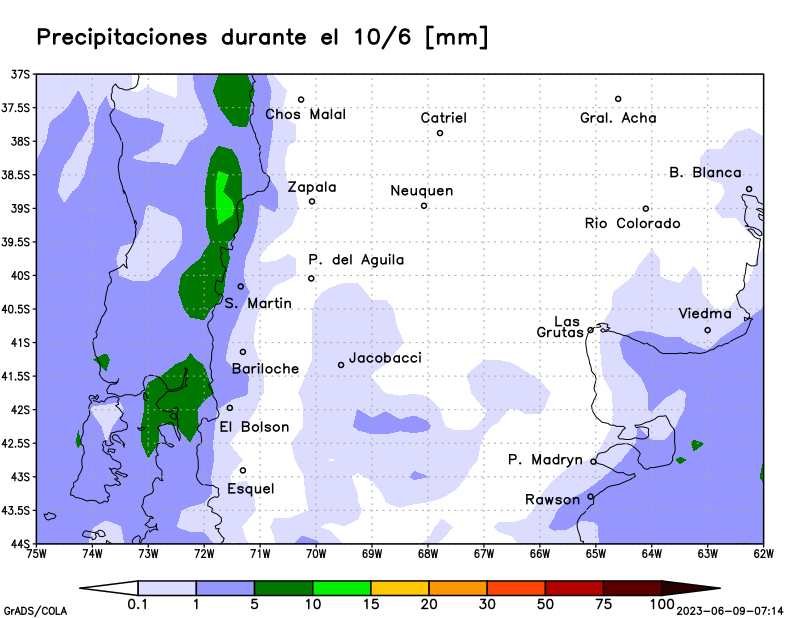 Precipitaciones durante el 10/6 [mm]
37S
37.5S
38S
38.5S
39S
39.5S
40S
40.5S
41S
41.5S
42S
42.5S
43S
43.5S
44S
Chos Malal
Catriel
Gral. Acha
B. Blanca
Zapala
Neuquen
Rio Colorado
P. del Aguila
S. Martin
Viedma
Las
Grutas
Jacobacci
Bariloche
El Bolson
P. Madryn
Esquel
Rawson
75W 74W 73W 72W 71W 70W 69W 68W 67W 66W 65W 64W 63W 62W
0.1 1 5 10 15 20 30 50 75 100
GrADS/COLA
2023-06-09-07:14